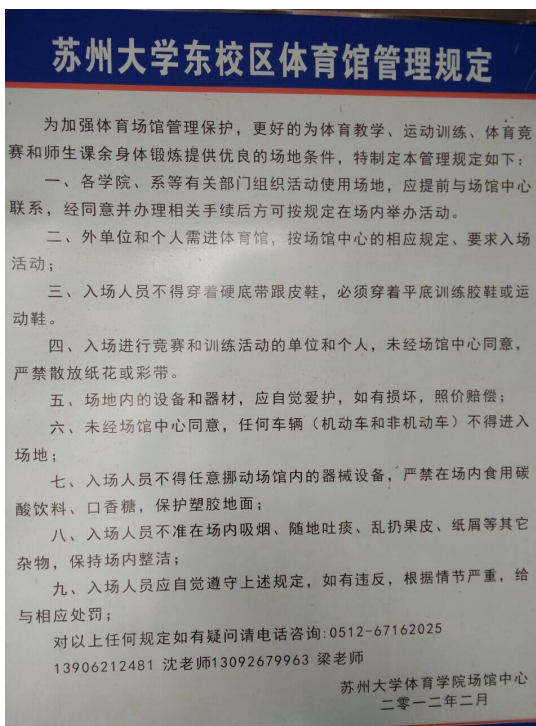 苏州大学东校区体育馆管理规定
为加强体育场馆管理保护，更好的为体育教学、运动训练、体育竞
赛和师生课余身体锻炼提供优良的场地条件，特制定本管理规定如下：
一、各学院、系等有关部门组织活动使用场地，应提前与场馆中心
联系，经同意并办理相关手续后方可按规定在场内举办活动。
二、外单位和个人需进体育馆，按场馆中心的相应规定、要求入场
活动；
三、入场人员不得穿着硬底带跟皮鞋，必须穿着平底训练胶鞋或运
动鞋。
四、入场进行竞赛和训练活动的单位和个人，未经场馆中心同意，
严禁散放纸花或彩带。
五、场地内的设备和器材，应自觉爱护，如有损坏，照价赔偿；
六、未经场馆中心同意，任何车辆（机动车和非机动车）不得进入
场地；
七、入场人员不得任意挪动场馆内的器械设备，严禁在场内食用碳
酸饮料、口香糖，保护塑胶地面；
八、入场人员不准在场内吸烟、随地吐痰、乱扔果皮、纸屑等其它
杂物，保持场内整洁；
九、入场人员应自觉遵守上述规定，如有违反，根据情节严重，给
与相应处罚；
对以上任何规定如有疑问请电话咨询:0512-67162025
13906212481 沈老师13092679963 梁老师
苏州大学体育学院场馆中心
二零一二年二月